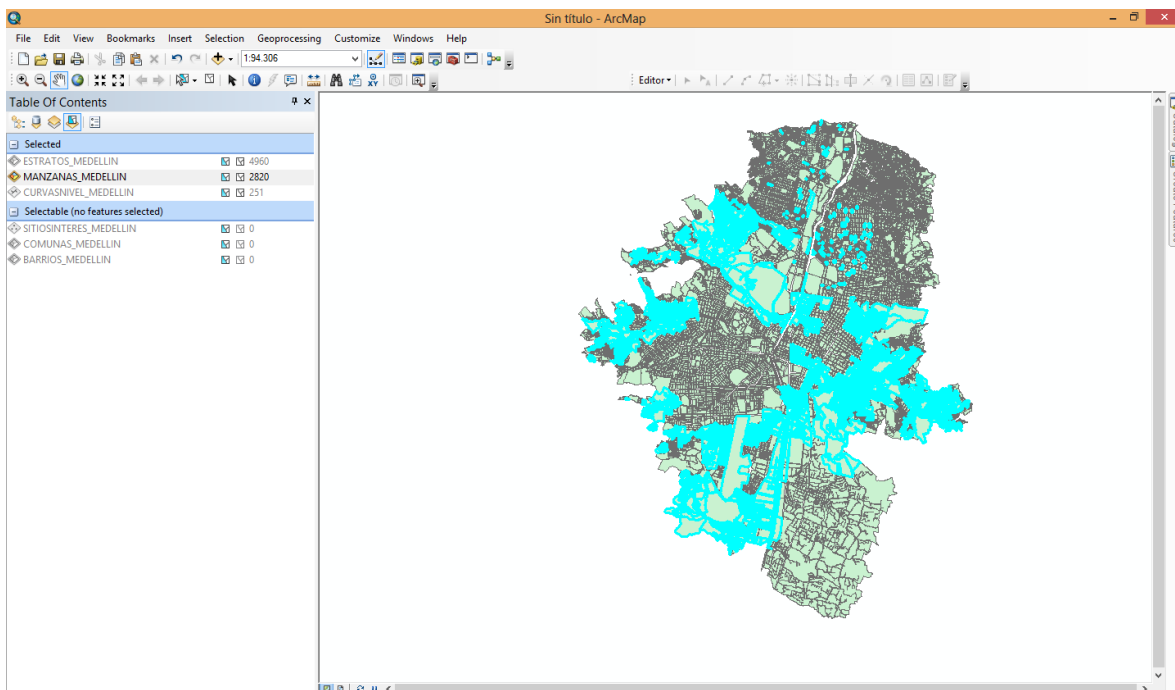 Sin título - ArcMap
File Edit View Bookmarks Insert Selection Geoprocessing Customize Windows Help
1:94.306
Editor
Table Of Contents
Selected
ESTRATOS_MEDELLIN 4960
MANZANAS_MEDELLIN 2820
CURVASNIVEL_MEDELLIN 251
Selectable (no features selected)
SITIOSINTERES_MEDELLIN 0
COMUNAS_MEDELLIN 0
BARRIOS_MEDELLIN 0